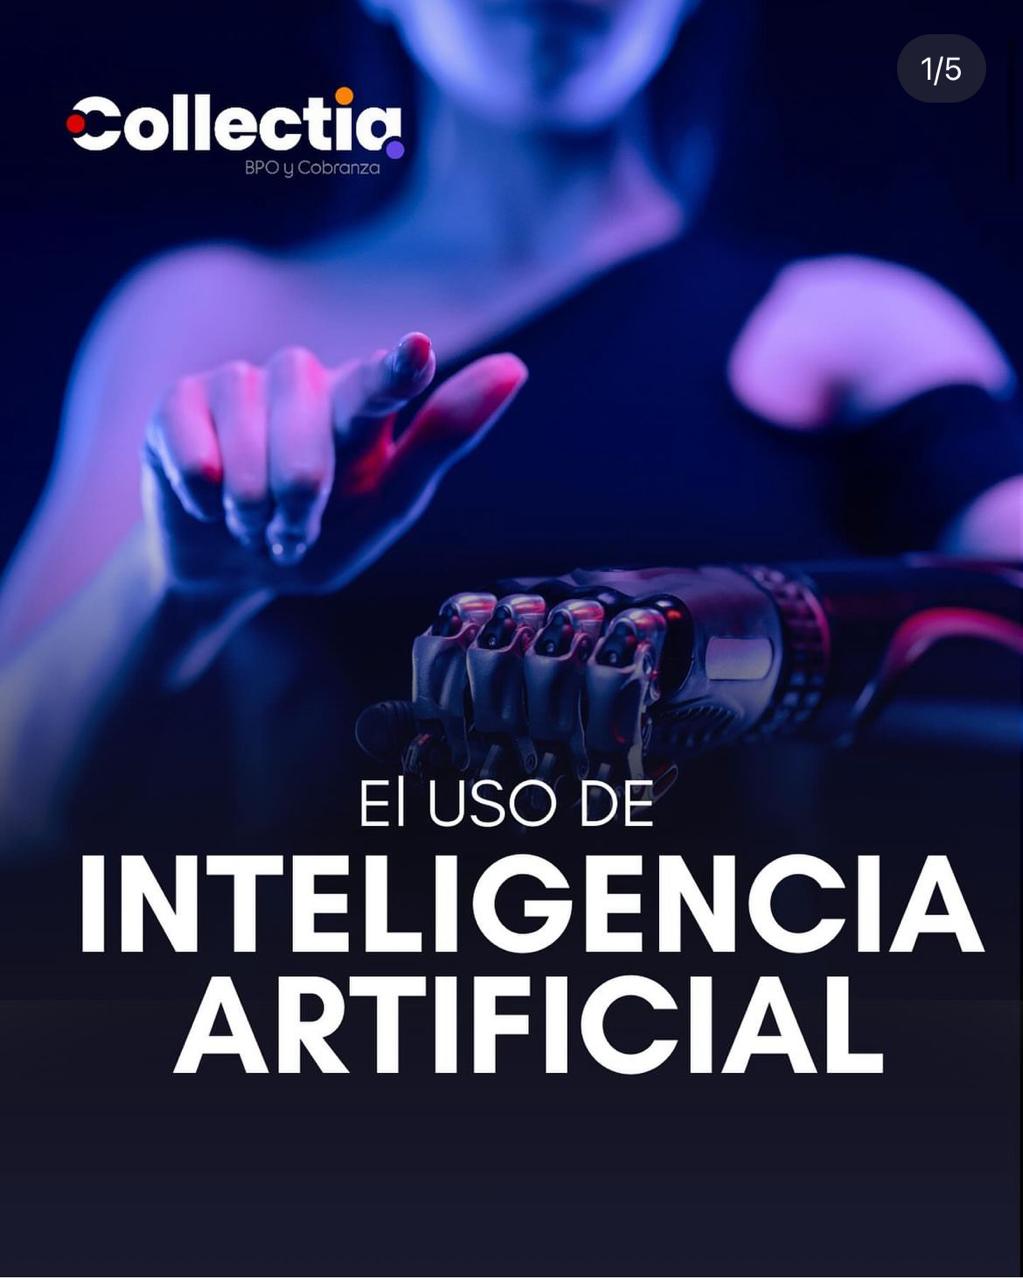 1/5
Collectia
BPO y Cobranza
El USO DE
INTELIGENCIA
ARTIFICIAL